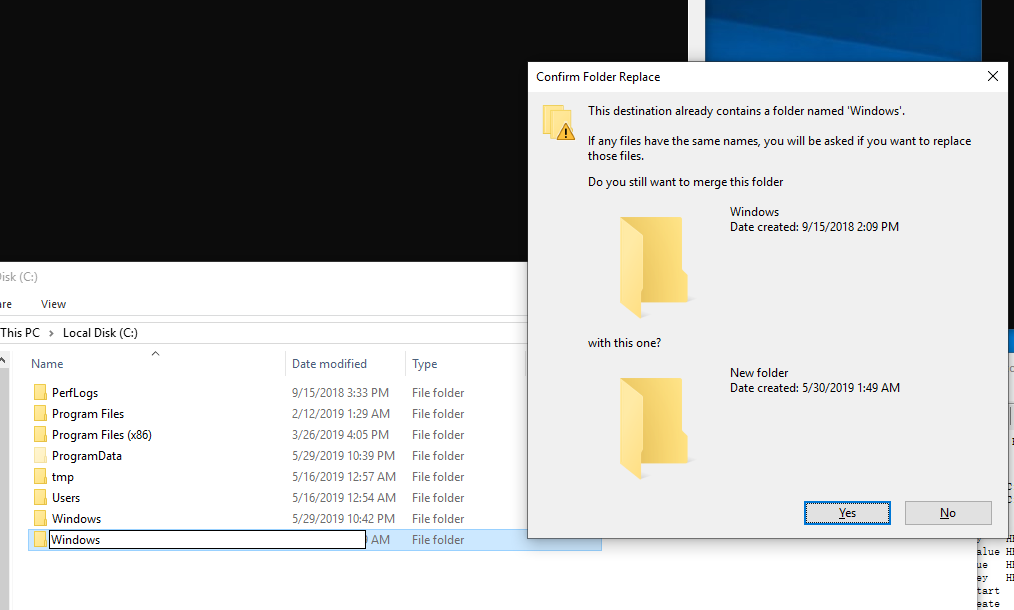 Confirm Folder Replace
This destination already contains a folder named 'Windows'.
If any files have the same names, you will be asked if you want to replace
those files.
Do you still want to merge this folder
Windows
Date created: 9/15/2018 2:09 PM
with this one?
New folder
Date created: 5/30/2019 1:49 AM
Yes No
Disk (C:)
View
This PC > Local Disk (C:)
Name Date modified Type
PerfLogs 9/15/2018 3:33 PM File folder
Program Files 2/12/2019 1:29 AM File folder
Program Files (x86) 3/26/2019 4:05 PM File folder
ProgramData 5/29/2019 10:39 PM File folder
tmp 5/16/2019 12:57 AM File folder
Users 5/16/2019 12:54 AM File folder
Windows 5/29/2019 10:42 PM File folder
Windows AM File folder